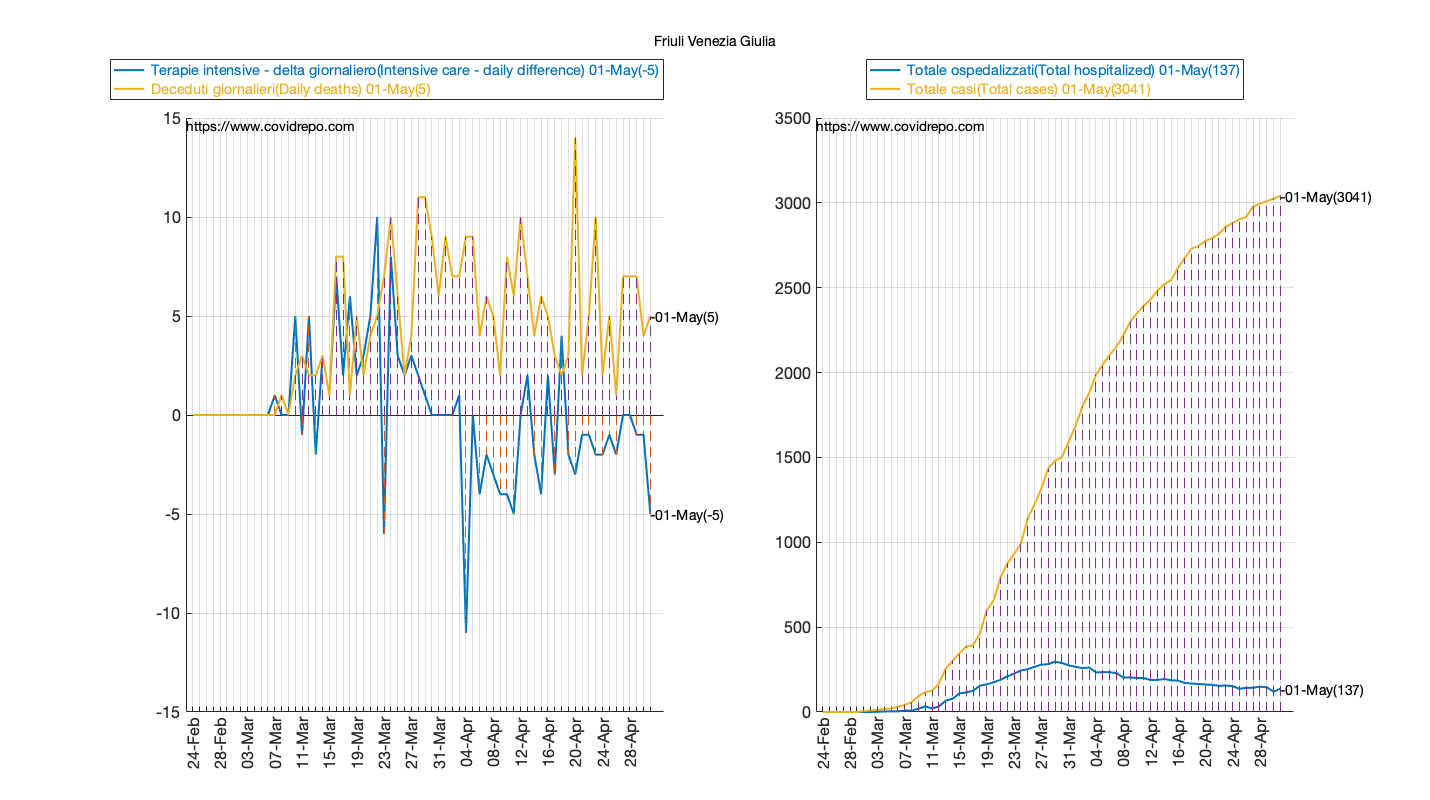 Friuli Venezia Giulia
Terapie intensive - delta giornaliero(Intensive care - daily difference) 01-May(-5)
Deceduti giornalieri(Daily deaths) 01-May(5)
https://www.covidrepo.com
15
10
5
0
-5
-10
-15
01-May(5)
01-May(-5)
24-Feb
28-Feb
03-Mar
07-Mar
11-Mar
15-Mar
19-Mar
23-Mar
27-Mar
31-Mar
04-Apr
08-Apr
12-Apr
16-Apr
20-Apr
24-Apr
28-Apr
Totale ospedalizzati(Total hospitalized) 01-May(137)
Totale casi(Total cases) 01-May(3041)
https://www.covidrepo.com
3500
3000
2500
2000
1500
1000
500
0
01-May(3041)
01-May(137)
24-Feb
28-Feb
03-Mar
07-Mar
11-Mar
15-Mar
19-Mar
23-Mar
27-Mar
31-Mar
04-Apr
08-Apr
12-Apr
16-Apr
20-Apr
24-Apr
28-Apr